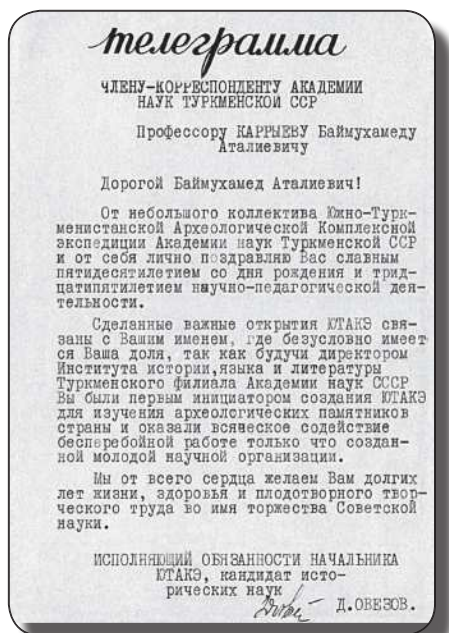 телеграмма
ЧЛЕНУ-КОРРЕСПОНДЕНТУ АКАДЕМИИ
НАУК ТУРКМЕНСКОЙ ССР
Профессору КАРРЫЕВУ Баймухамеду
Аталиевичу
Дорогой Баймухамед Аталиевич!
От небольшого коллектива Южно-Турк-
менистанской Археологической Комплексной
экспедиции Академии наук Туркменской ССР
и от себя лично поздравляю Вас славным
пятидесятилетием со дня рождения и трид-
цатипятилетием научно-педагогической дея-
тельности.
Сделанные важные открытия ЮТАКЭ свя-
заны с Вашим именем, где безусловно имеет
ся Ваша доля, так как будучи директором
Института истории,языка и литературы
Туркменского филиала Академии наук СССР
Вы были первым инициатором создания ЮТАКЭ
для изучения археологических памятников
страны и оказали всяческое содействие
бесперебойной работе только что создан-
ной молодой научной организации.
Мы от всего сердца желаем Вам долгих
лет жизни, здоровья и плодотворного твор-
ческого труда во имя торжества Советской
науки.
ИСПОЛНЯЮЩИЙ ОБЯЗАННОСТИ НАЧАЛЬНИКА
ЮТАКЭ, кандидат исто-
рических наук
Д.ОВЕЗОВ.